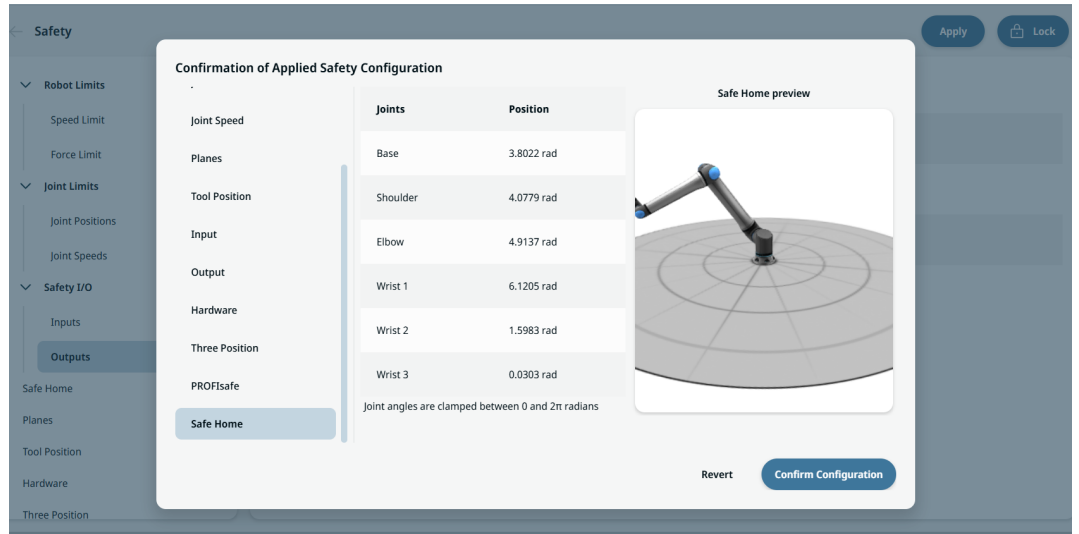 Safety
Apply
Lock
Robot Limits
Speed Limit
Force Limit
Joint Limits
Joint Positions
Joint Speeds
Safety I/O
Inputs
Outputs
Safe Home
Planes
Tool Position
Hardware
Three Position
Confirmation of Applied Safety Configuration
Joint Speed
Planes
Tool Position
Input
Output
Hardware
Three Position
PROFIsafe
Safe Home
Joints Position
Base 3.8022 rad
Shoulder 4.0779 rad
Elbow 4.9137 rad
Wrist 1 6.1205 rad
Wrist 2 1.5983 rad
Wrist 3 0.0303 rad
Joint angles are clamped between 0 and 2π radians
Safe Home preview
Revert
Confirm Configuration